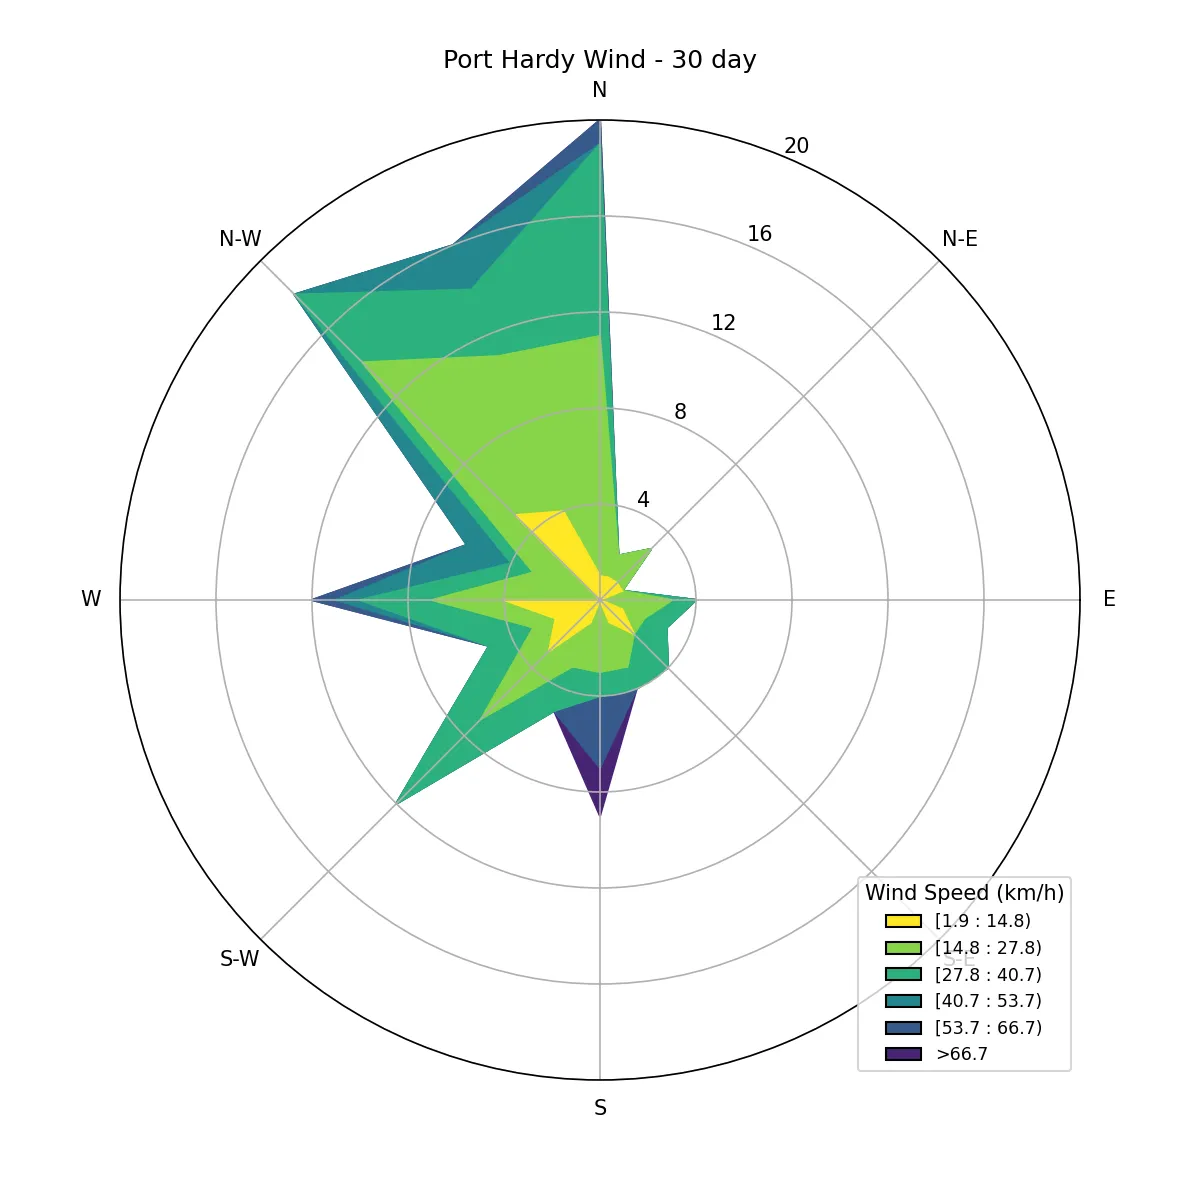 Port Hardy Wind - 30 day
N
20
N-W
16
N-E
12
8
4
W
E
Wind Speed (km/h)
[1.9 : 14.8)
[14.8 : 27.8)
S-W
S-E
[27.8 : 40.7)
[40.7 : 53.7)
[53.7 : 66.7)
>66.7
S